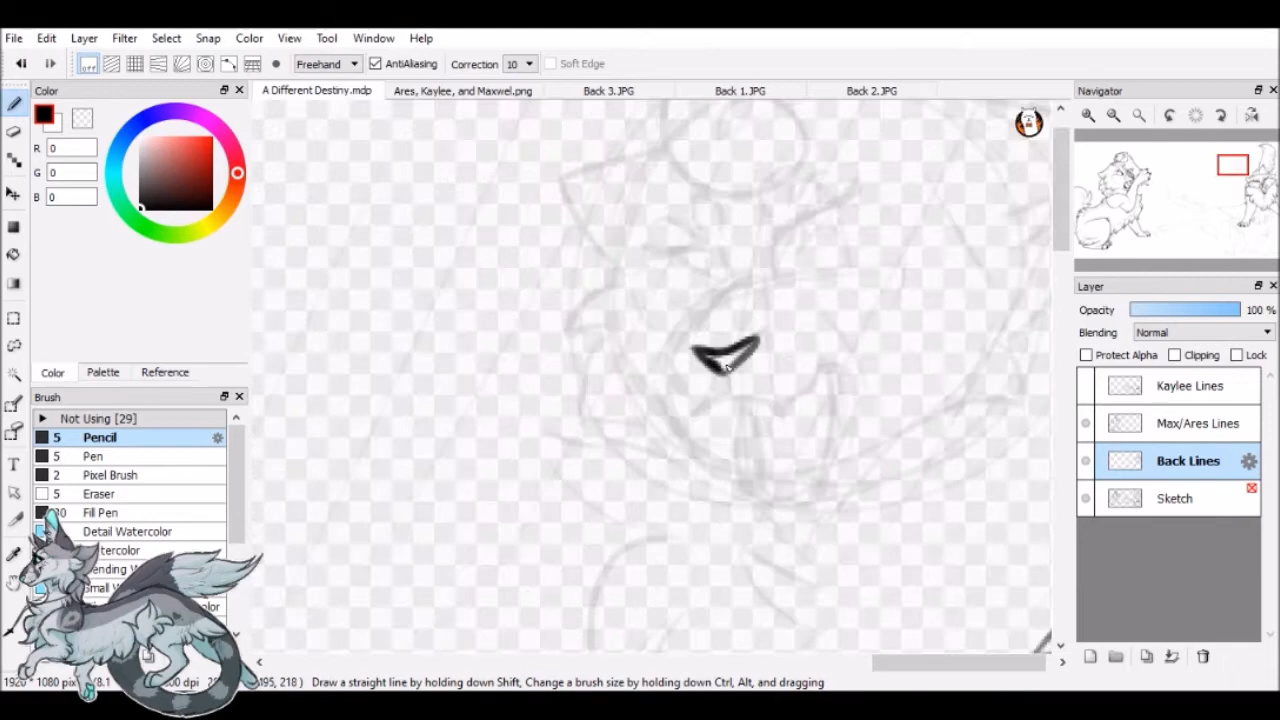 File Edit Layer Filter Select Snap Color View Tool Window Help
off Freehand AntiAliasing Correction 10 Soft Edge
Color
A Different Destiny.mdp Ares, Kaylee, and Maxwel.png Back 3.JPG Back 1.JPG Back 2.JPG
Navigator
R 0
G 0
B 0
Color Palette Reference
Brush
Not Using [29]
5 Pencil
5 Pen
2 Pixel Brush
5 Eraser
Fill Pen
Detail Watercolor
Layer
Opacity 100 %
Blending Normal
Protect Alpha Clipping Lock
Kaylee Lines
Max/Ares Lines
Back Lines
Sketch
1920 * 1080 Draw a straight line by holding down Shift, Change a brush size by holding down Ctrl, Alt, and dragging